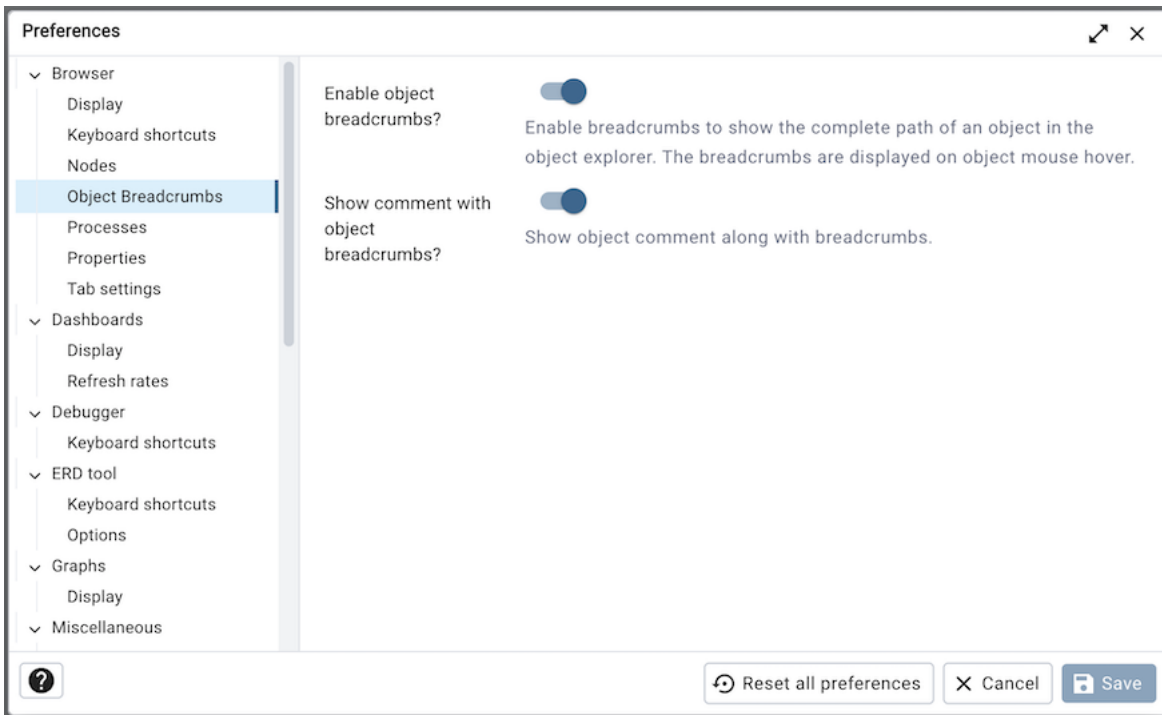 Preferences
Browser
Display
Keyboard shortcuts
Nodes
Object Breadcrumbs
Processes
Properties
Tab settings
Dashboards
Display
Refresh rates
Debugger
Keyboard shortcuts
ERD tool
Keyboard shortcuts
Options
Graphs
Display
Miscellaneous
Enable object
breadcrumbs?
Enable breadcrumbs to show the complete path of an object in the
object explorer. The breadcrumbs are displayed on object mouse hover.
Show comment with
object
breadcrumbs?
Show object comment along with breadcrumbs.
?
Reset all preferences
Cancel
Save